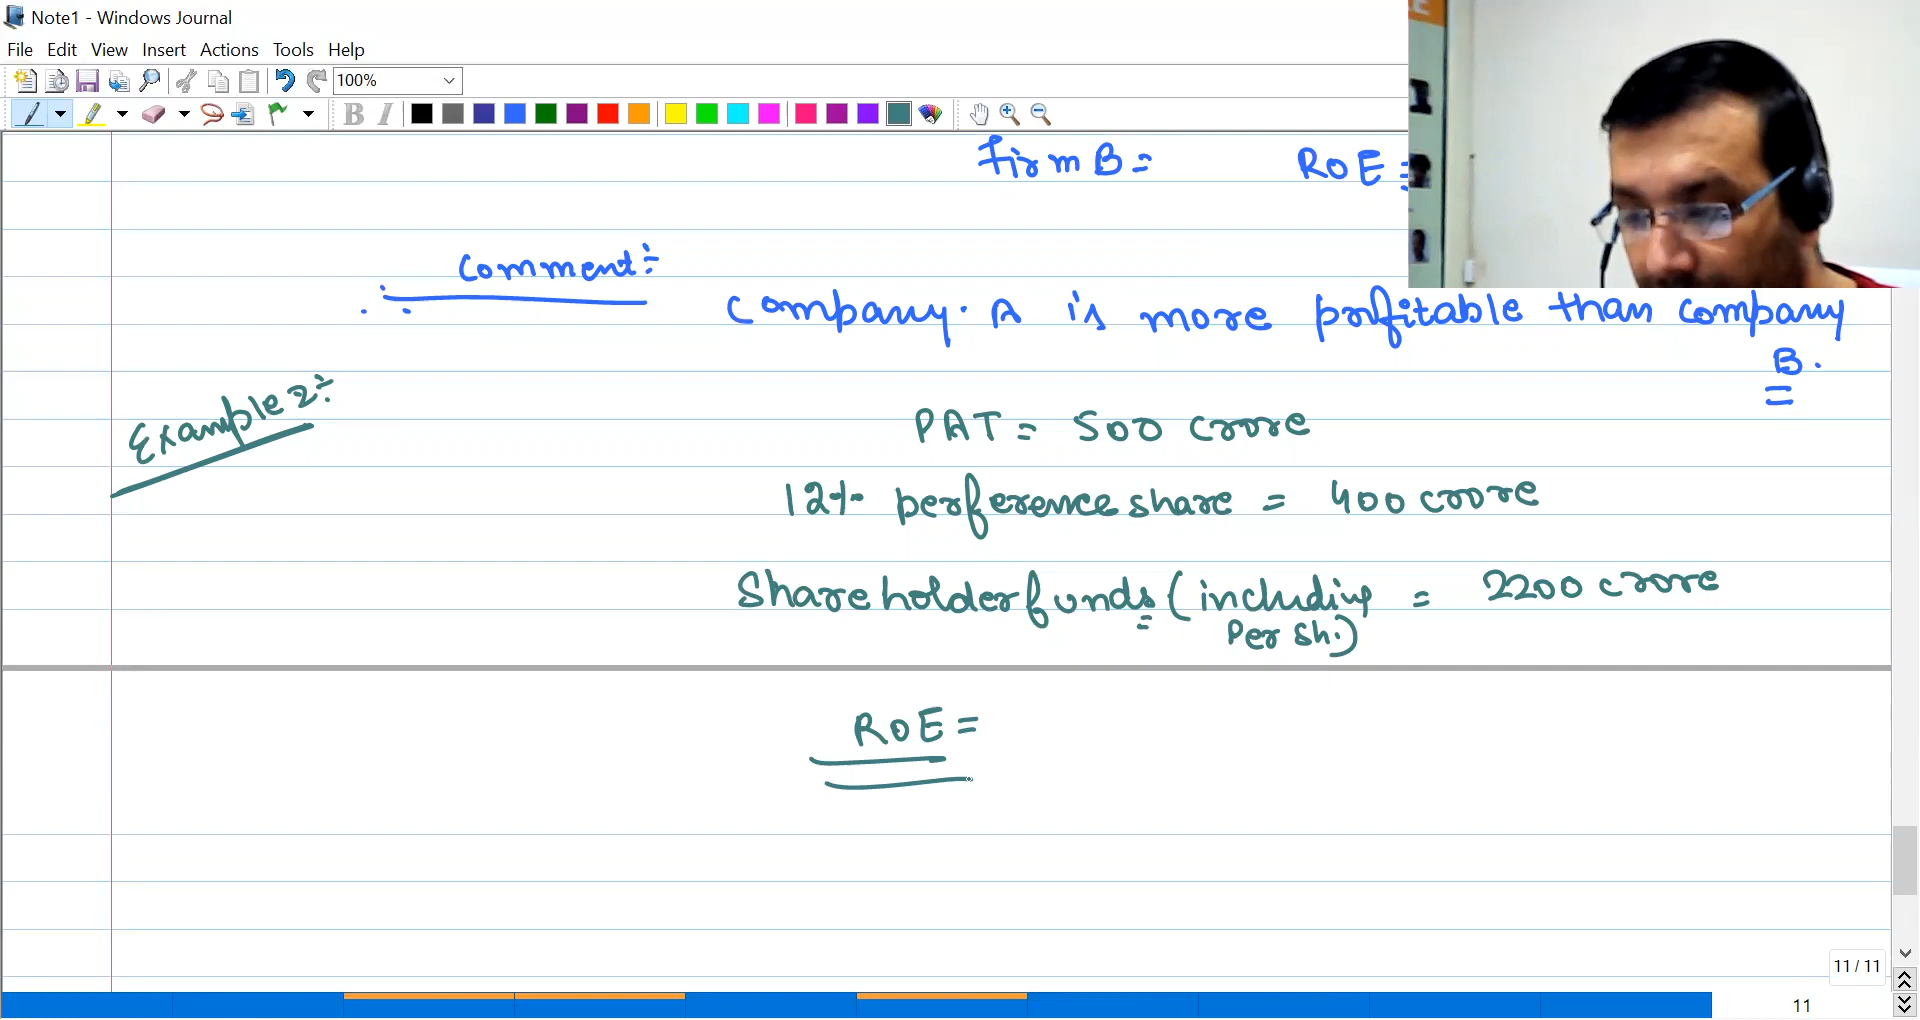 Note1 - Windows Journal
File Edit View Insert Actions Tools Help
100%
B I
Firm B = ROE =
Comment:-
Company. A is more profitable than company
B.
Example 2:-
PAT = 500 crore
12% perference share = 400 crore
Shareholder funds (including = 2200 crore
Per sh.)
ROE =
11 / 11
11